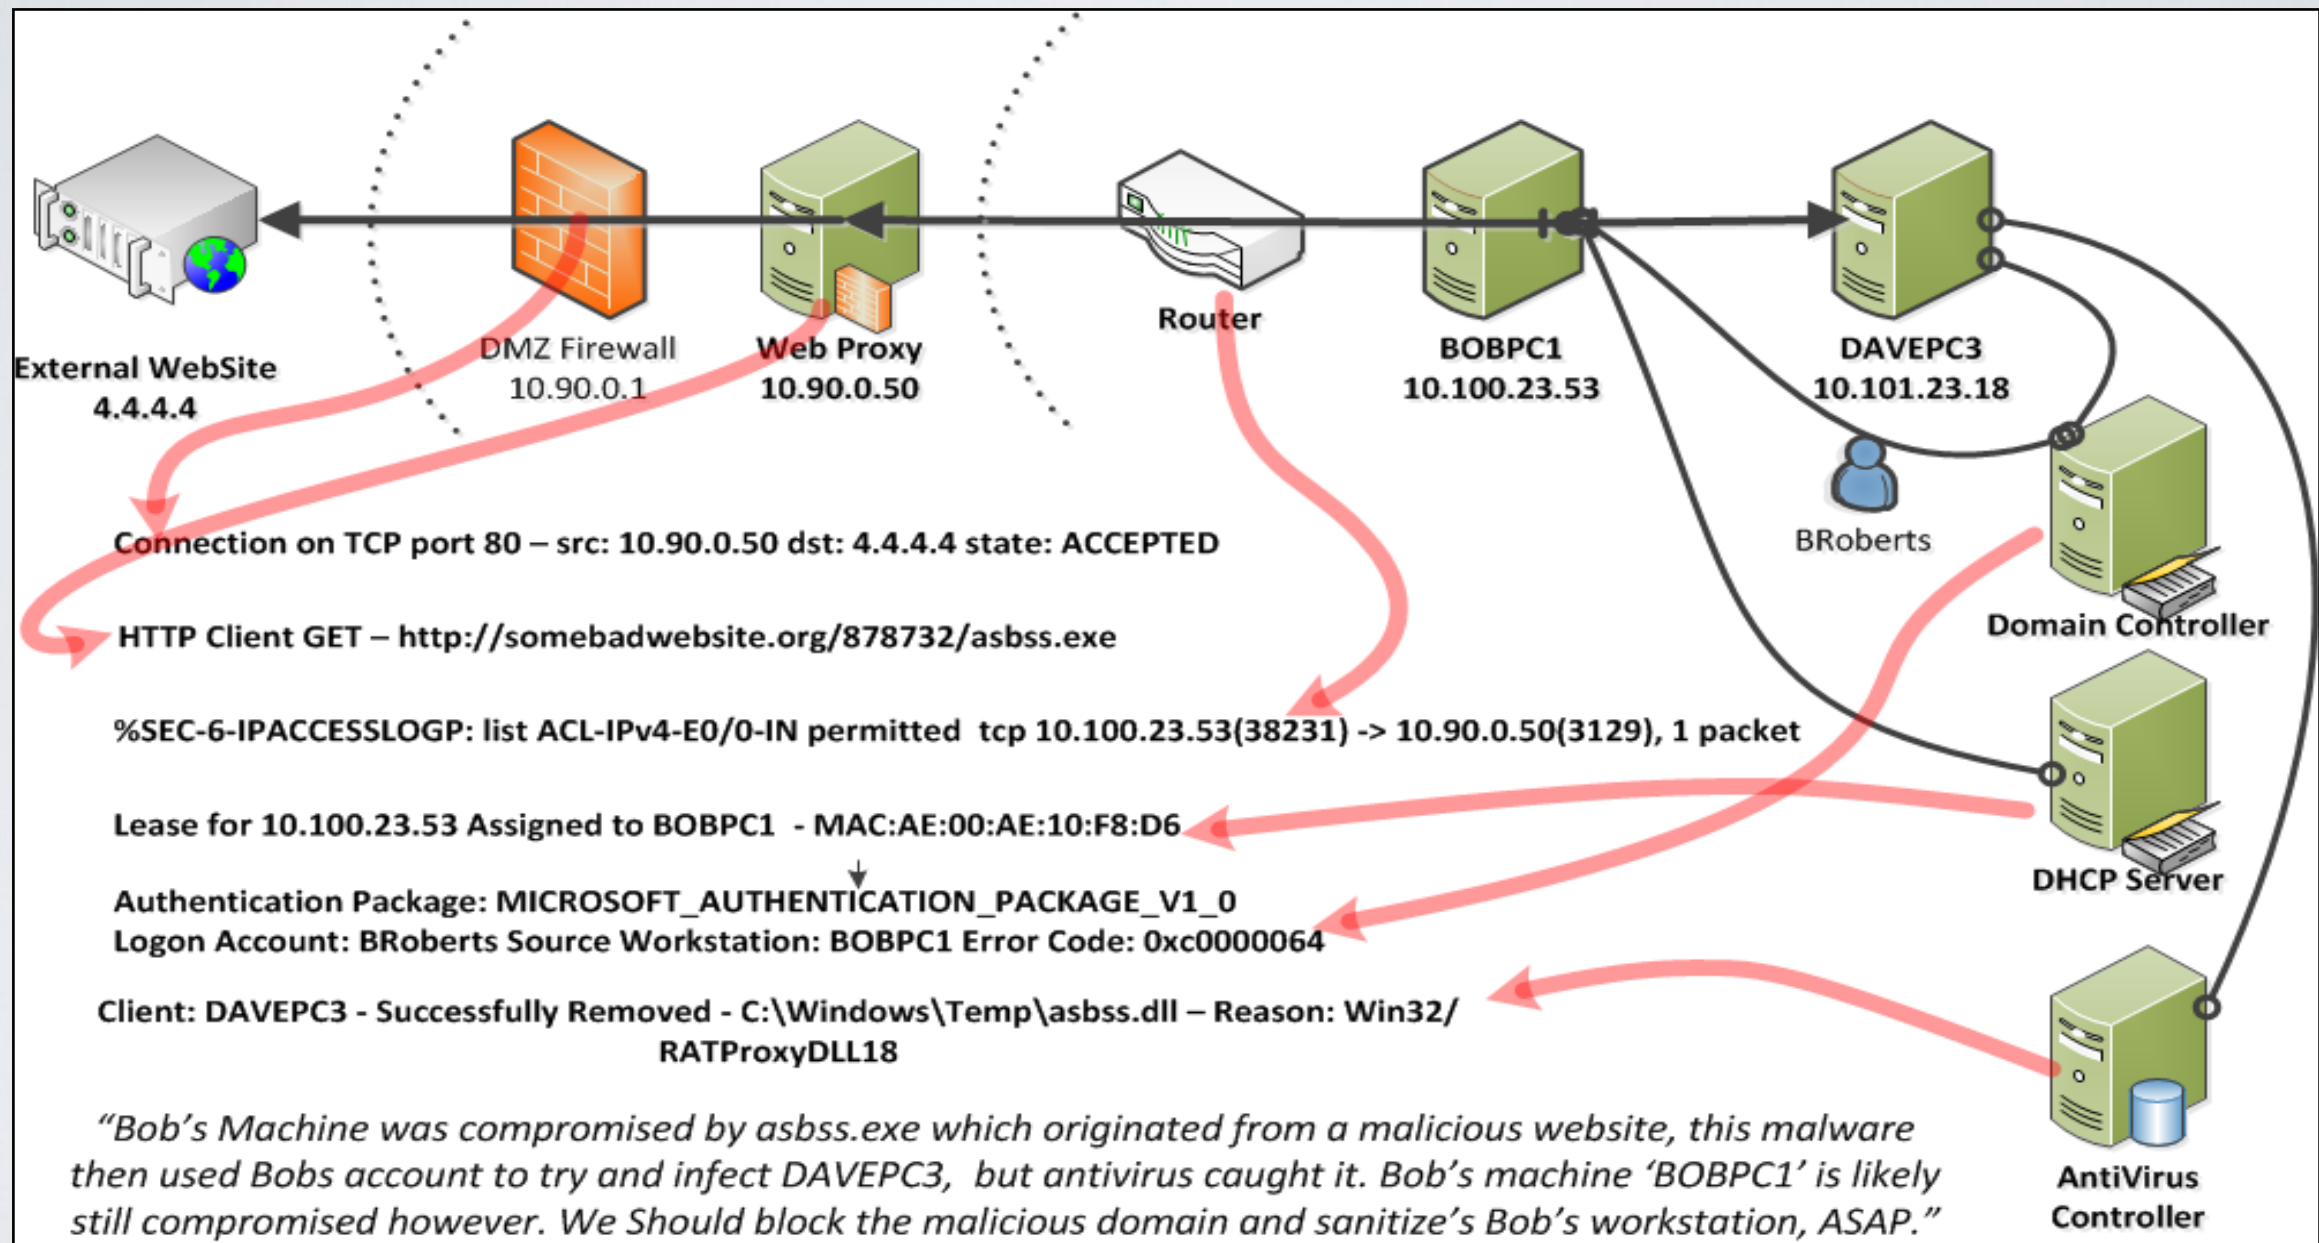 External WebSite
4.4.4.4
DMZ Firewall
10.90.0.1
Web Proxy
10.90.0.50
Router
BOBPC1
10.100.23.53
DAVEPC3
10.101.23.18
BRoberts
Domain Controller
DHCP Server
AntiVirus
Controller
Connection on TCP port 80 – src: 10.90.0.50 dst: 4.4.4.4 state: ACCEPTED
HTTP Client GET – http://somebadwebsite.org/878732/asbss.exe
%SEC-6-IPACCESSLOGP: list ACL-IPv4-E0/0-IN permitted  tcp 10.100.23.53(38231) -> 10.90.0.50(3129), 1 packet
Lease for 10.100.23.53 Assigned to BOBPC1  - MAC:AE:00:AE:10:F8:D6
Authentication Package: MICROSOFT_AUTHENTICATION_PACKAGE_V1_0
Logon Account: BRoberts Source Workstation: BOBPC1 Error Code: 0xc0000064
Client: DAVEPC3 - Successfully Removed - C:\Windows\Temp\asbss.dll – Reason: Win32/
RATProxyDLL18
“Bob’s Machine was compromised by asbss.exe which originated from a malicious website, this malware
then used Bobs account to try and infect DAVEPC3,  but antivirus caught it. Bob’s machine ‘BOBPC1’ is likely
still compromised however. We Should block the malicious domain and sanitize’s Bob’s workstation, ASAP.”